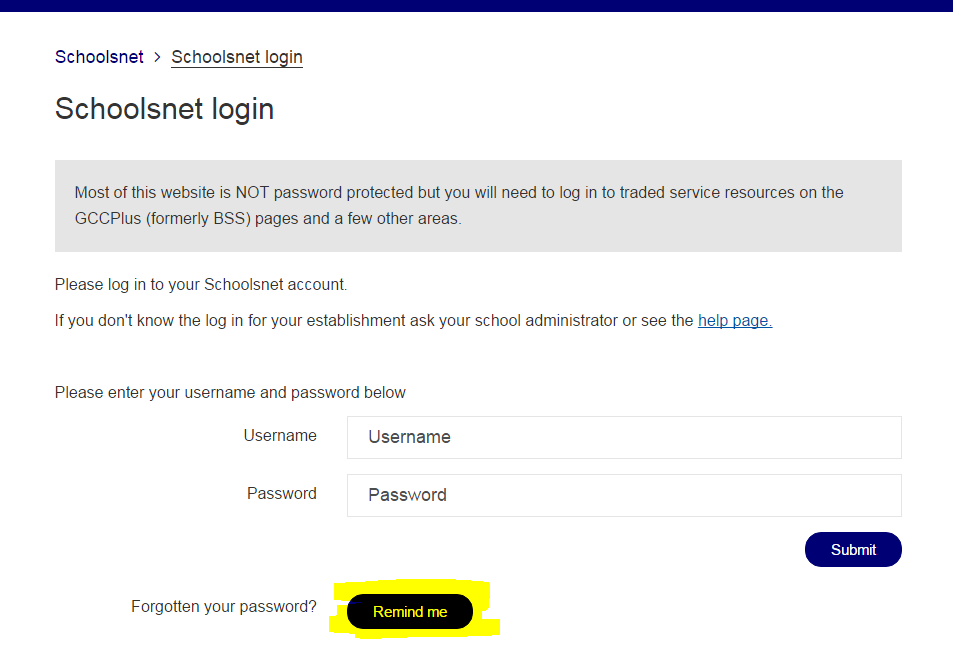 Schoolsnet > Schoolsnet login
Schoolsnet login
Most of this website is NOT password protected but you will need to log in to traded service resources on the
GCCPlus (formerly BSS) pages and a few other areas.
Please log in to your Schoolsnet account.
If you don't know the log in for your establishment ask your school administrator or see the help page.
Please enter your username and password below
Username Username
Password Password
Submit
Forgotten your password? Remind me